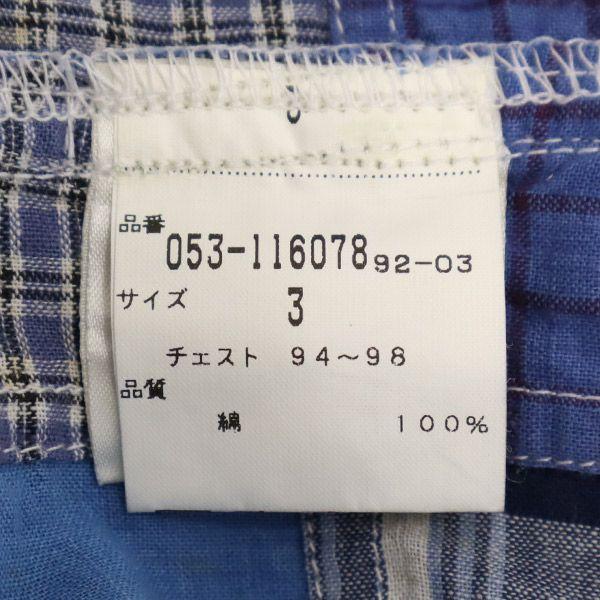 品番
053-116078 92-03
サイズ 3
チェスト 94～98
品質
綿 100%